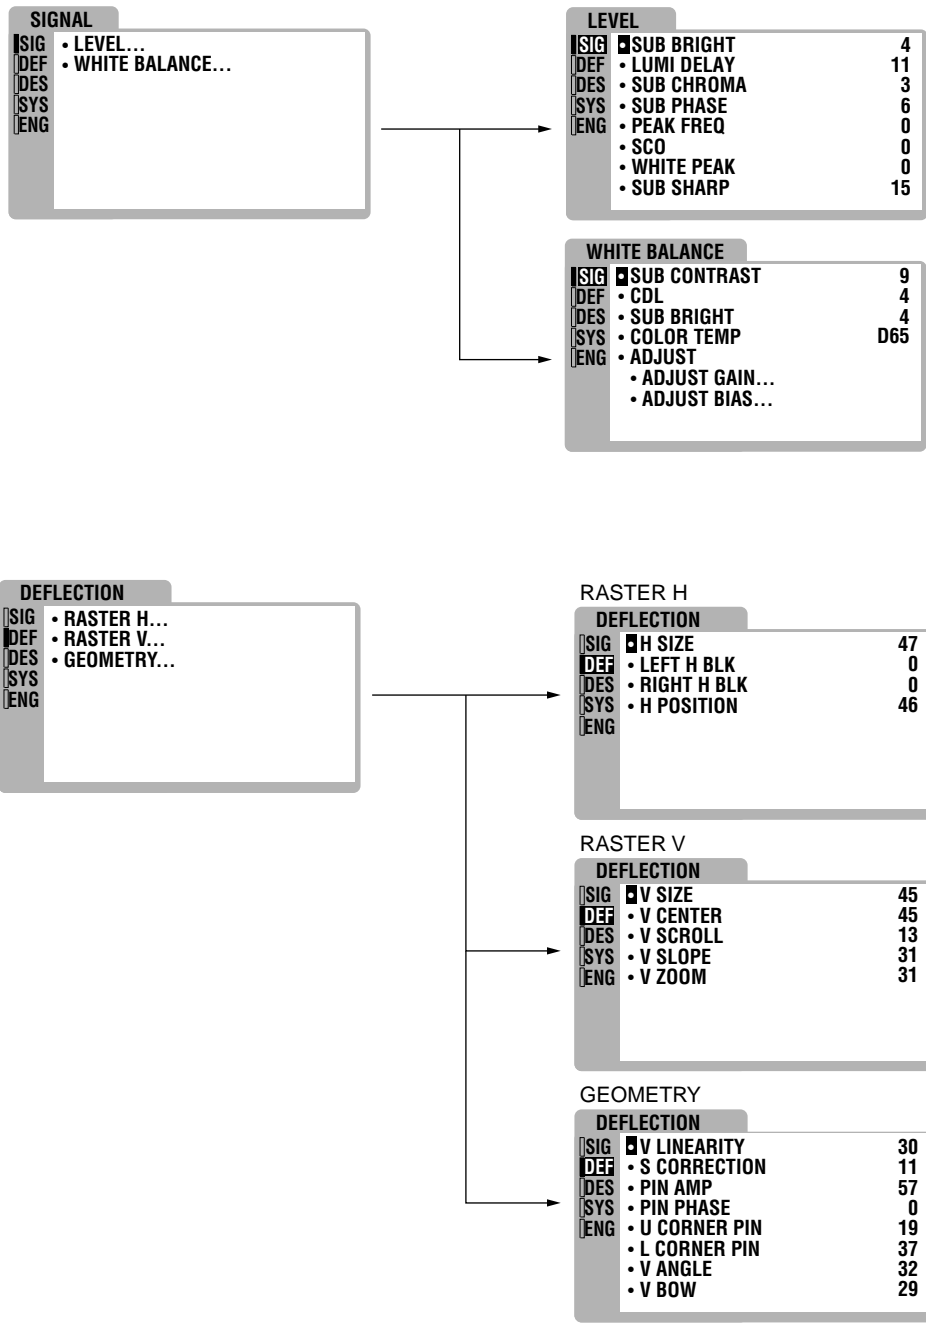 SIGNAL
SIG • LEVEL...
DEF • WHITE BALANCE...
DES
SYS
ENG
LEVEL
SIG • SUB BRIGHT 4
DEF • LUMI DELAY 11
DES • SUB CHROMA 3
SYS • SUB PHASE 6
ENG • PEAK FREQ 0
• SCO 0
• WHITE PEAK 0
• SUB SHARP 15
WHITE BALANCE
SIG • SUB CONTRAST 9
DEF • CDL 4
DES • SUB BRIGHT 4
SYS • COLOR TEMP D65
ENG • ADJUST
• ADJUST GAIN...
• ADJUST BIAS...
DEFLECTION
SIG • RASTER H...
DEF • RASTER V...
DES • GEOMETRY...
SYS
ENG
RASTER H
DEFLECTION
SIG • H SIZE 47
DEF • LEFT H BLK 0
DES • RIGHT H BLK 0
SYS • H POSITION 46
ENG
RASTER V
DEFLECTION
SIG • V SIZE 45
DEF • V CENTER 45
DES • V SCROLL 13
SYS • V SLOPE 31
ENG • V ZOOM 31
GEOMETRY
DEFLECTION
SIG • V LINEARITY 30
DEF • S CORRECTION 11
DES • PIN AMP 57
SYS • PIN PHASE 0
ENG • U CORNER PIN 19
• L CORNER PIN 37
• V ANGLE 32
• V BOW 29